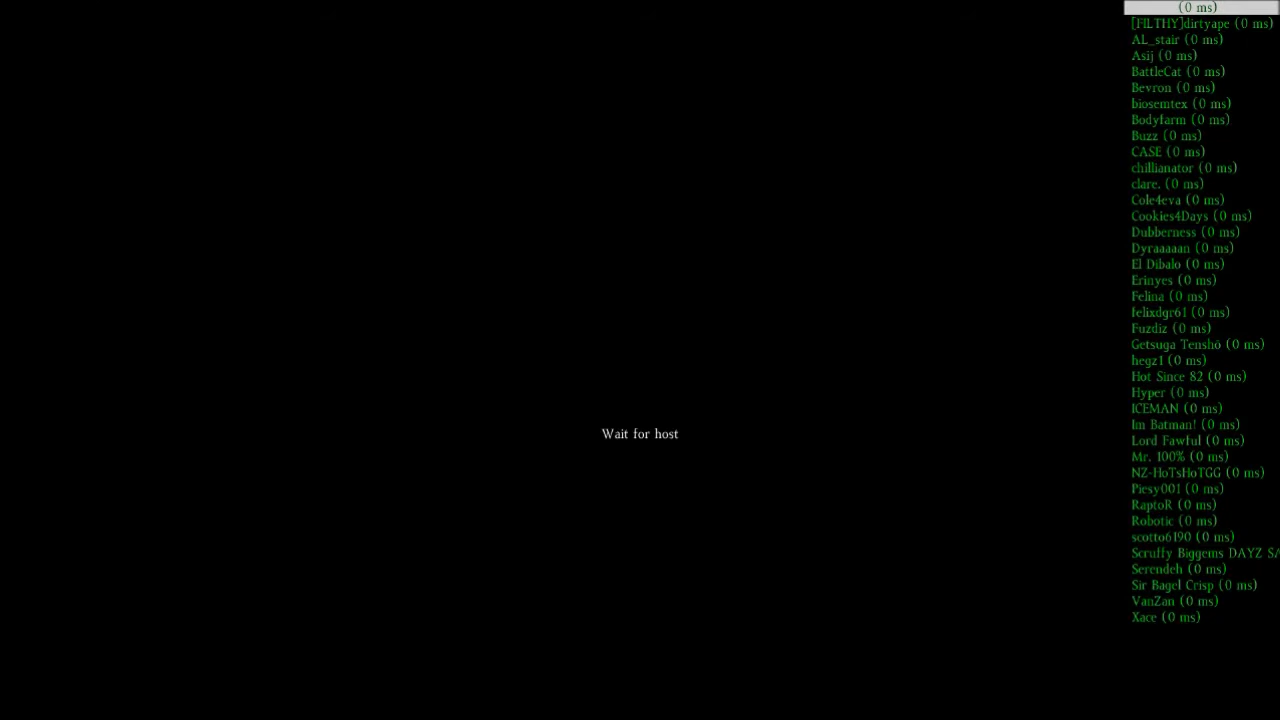 (0 ms)
[FILTHY]dirtyape (0 ms)
AL_stair (0 ms)
Asij (0 ms)
BattleCat (0 ms)
Bevron (0 ms)
biosemtex (0 ms)
Bodyfarm (0 ms)
Buzz (0 ms)
CASE (0 ms)
chillianator (0 ms)
clare. (0 ms)
Cole4eva (0 ms)
Cookies4Days (0 ms)
Dubberness (0 ms)
Dyraaaaan (0 ms)
El Dibalo (0 ms)
Erinyes (0 ms)
Felina (0 ms)
felixdgr61 (0 ms)
Fuzdiz (0 ms)
Getsuga Tenshō (0 ms)
hegz1 (0 ms)
Hot Since 82 (0 ms)
Hyper (0 ms)
ICEMAN (0 ms)
Im Batman! (0 ms)
Wait for host
Lord Fawful (0 ms)
Mr. 100% (0 ms)
NZ-HoTsHoTGG (0 ms)
Piesy001 (0 ms)
RaptoR (0 ms)
Robotic (0 ms)
scotto6190 (0 ms)
Scruffy Biggems DAYZ SA
Serendeh (0 ms)
Sir Bagel Crisp (0 ms)
VanZan (0 ms)
Xace (0 ms)